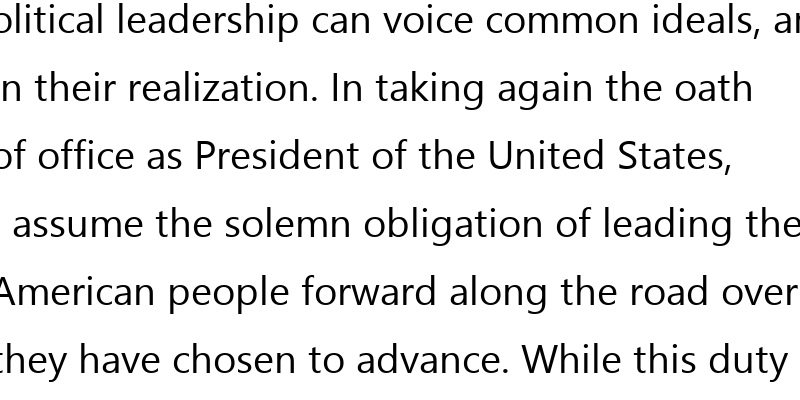 olitical leadership can voice common ideals, an
n their realization. In taking again the oath
of office as President of the United States,
assume the solemn obligation of leading the
American people forward along the road over
they have chosen to advance. While this duty